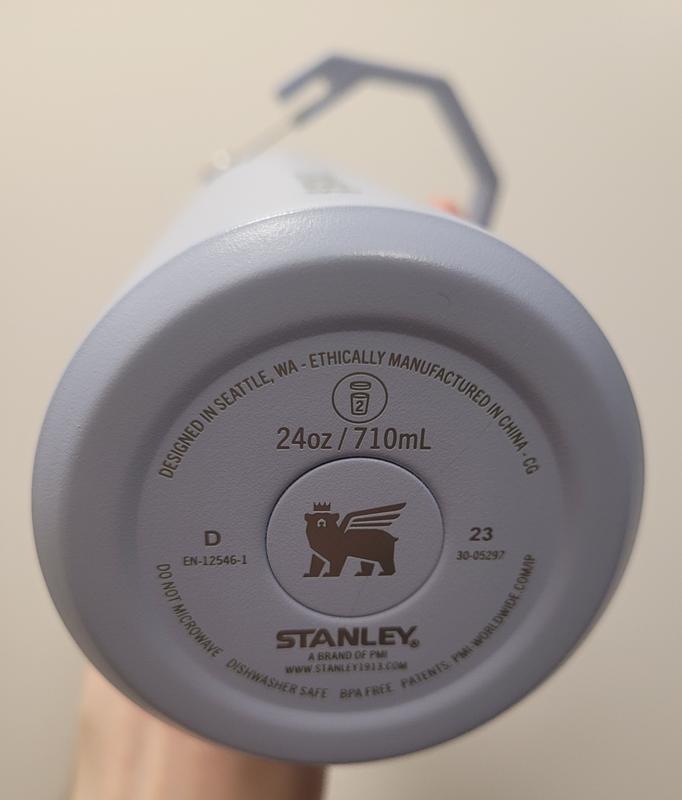 DESIGNED IN SEATTLE, WA - ETHICALLY MANUFACTURED IN CHINA - CG
2
24oz / 710mL
D
EN-12546-1
23
30-05297
STANLEY®
A BRAND OF PMI
WWW.STANLEY1913.COM
DO NOT MICROWAVE DISHWASHER SAFE BPA FREE PATENTS: PMI-WORLDWIDE.COM/IP